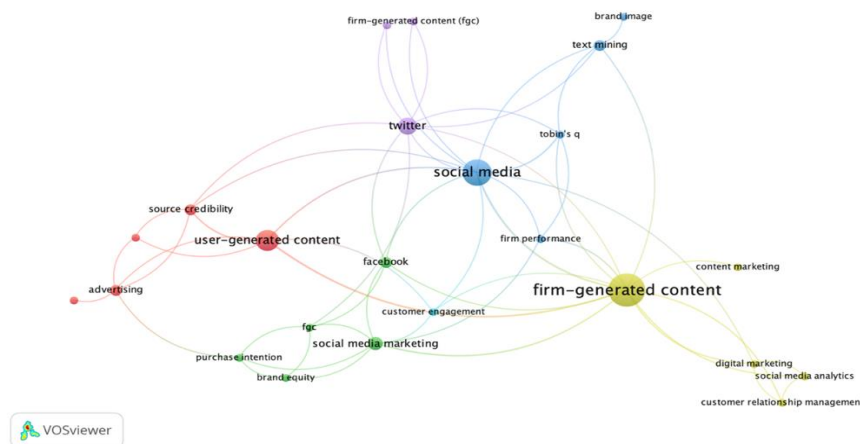 brand image
firm-generated content (fgc)
text mining
twitter
tobin's q
social media
source credibility
user-generated content
firm performance
facebook
content marketing
advertising
firm-generated content
customer engagement
fgc
social media marketing
purchase intention
digital marketing
brand equity
social media analytics
customer relationship management
VOSviewer